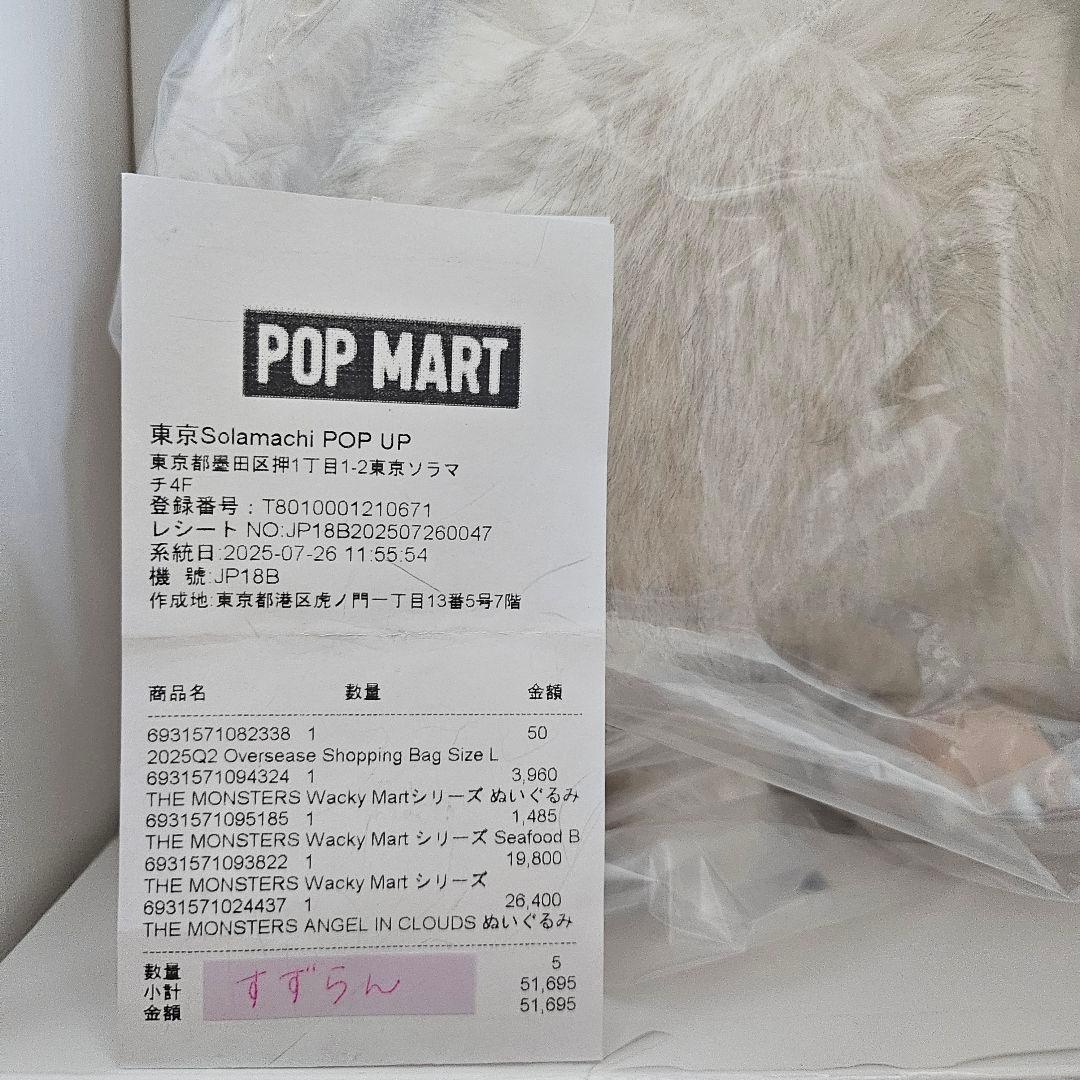 POP MART
東京Solamachi POP UP
東京都墨田区押1丁目1-2東京ソラマ
チ4F
登録番号：T8010001210671
レシート NO:JP18B202507260047
系統日:2025-07-26 11:55:54
機 號:JP18B
作成地:東京都港区虎ノ門一丁目13番5号7階
商品名 數量 金額
6931571082338 1 50
2025Q2 Oversease Shopping Bag Size L
6931571094324 1 3,960
THE MONSTERS Wacky Martシリーズ ぬいぐるみ
6931571095185 1 1,485
THE MONSTERS Wacky Mart シリーズ Seafood B
6931571093822 1 19,800
THE MONSTERS Wacky Mart シリーズ
6931571024437 1 26,400
THE MONSTERS ANGEL IN CLOUDS ぬいぐるみ
數量 5
小計 51,695
金額 51,695
すずらん